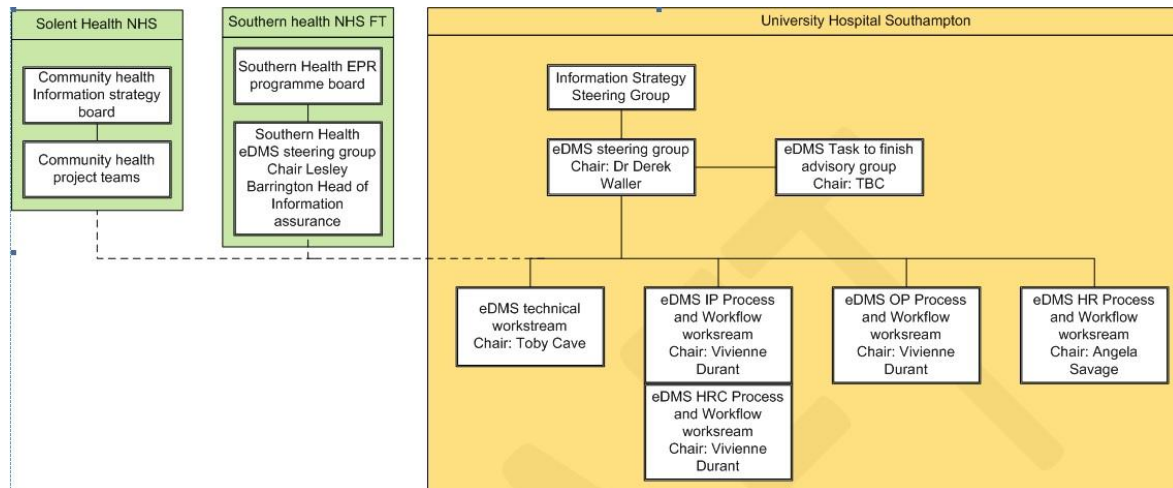 Solent Health NHS
Community health
Information strategy
board
Community health
project teams
Southern health NHS FT
Southern Health EPR
programme board
Southern Health
eDMS steering group
Chair Lesley
Barrington Head of
Information
assurance
University Hospital Southampton
Information Strategy
Steering Group
eDMS steering group
Chair: Dr Derek
Waller
eDMS Task to finish
advisory group
Chair: TBC
eDMS technical
workstream
Chair: Toby Cave
eDMS IP Process
and Workflow
worksream
Chair: Vivienne
Durant
eDMS HRC Process
and Workflow
worksream
Chair: Vivienne
Durant
eDMS OP Process
and Workflow
worksream
Chair: Vivienne
Durant
eDMS HR Process
and Workflow
worksream
Chair: Angela
Savage